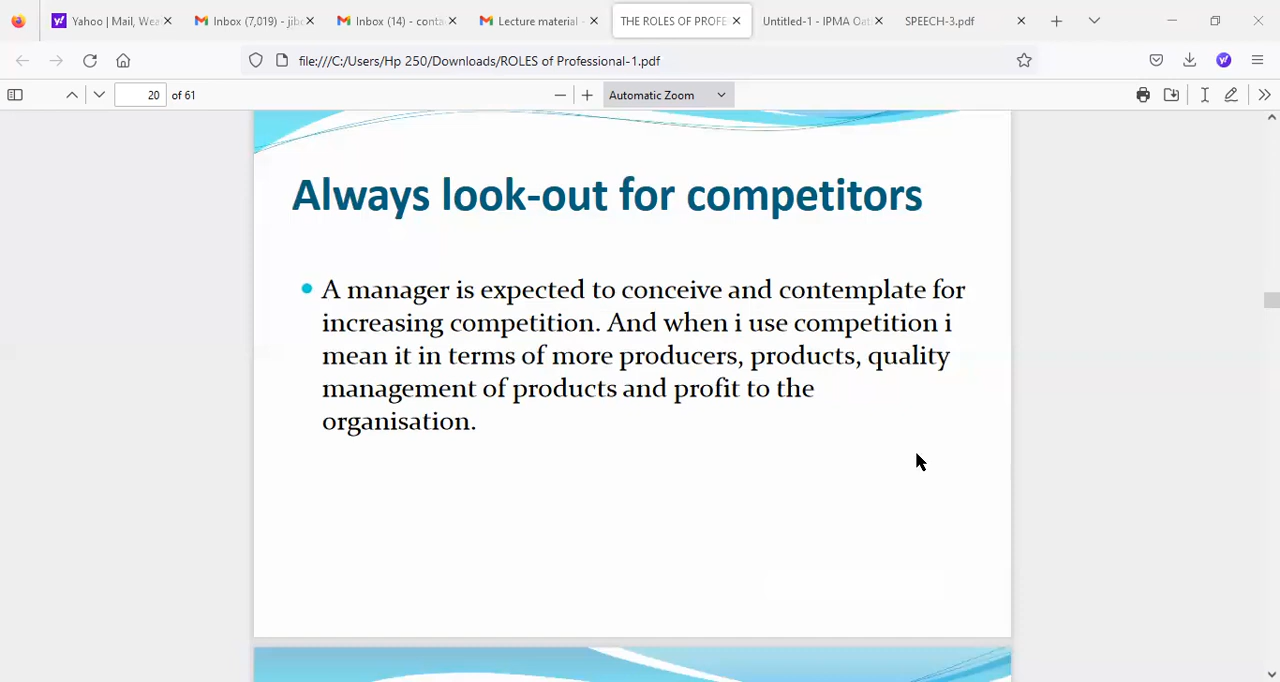 Yahoo | Mail, Wea
Inbox (7,019) - jib
Inbox (14) - conta
Lecture material -
THE ROLES OF PROFE
Untitled-1 - IPMA Oat
SPEECH-3.pdf
file:///C:/Users/Hp 250/Downloads/ROLES of Professional-1.pdf
20 of 61
Automatic Zoom
Always look-out for competitors
A manager is expected to conceive and contemplate for
increasing competition. And when i use competition i
mean it in terms of more producers, products, quality
management of products and profit to the
organisation.